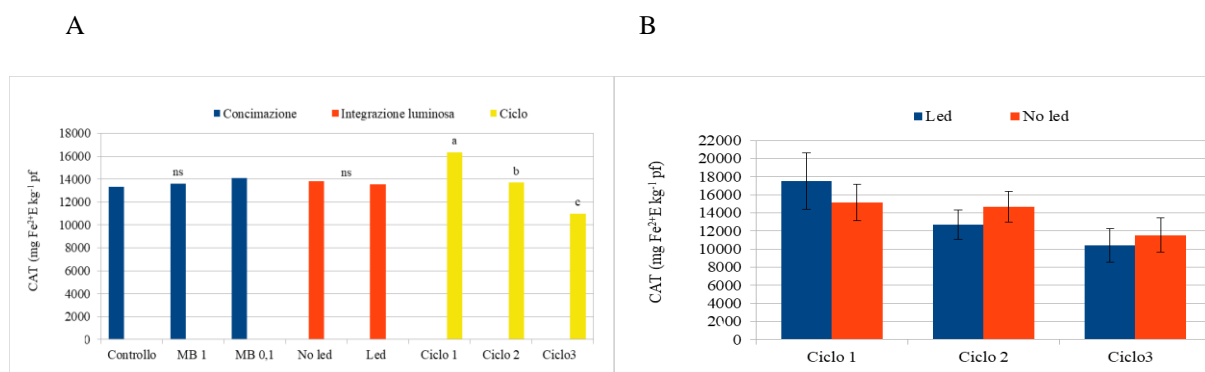 A
B
Concimazione Integrazione luminosa Ciclo
CAT (mg Fe²⁺E kg⁻¹ pf
18000
16000
14000
12000
10000
8000
6000
4000
2000
0
ns
ns
a
b
c
Controllo MB 1 MB 0,1 No led Led Ciclo 1 Ciclo 2 Ciclo3
Led No led
CAT (mg Fe²⁺E kg⁻¹ pf)
22000
20000
18000
16000
14000
12000
10000
8000
6000
4000
2000
0
Ciclo 1 Ciclo 2 Ciclo3